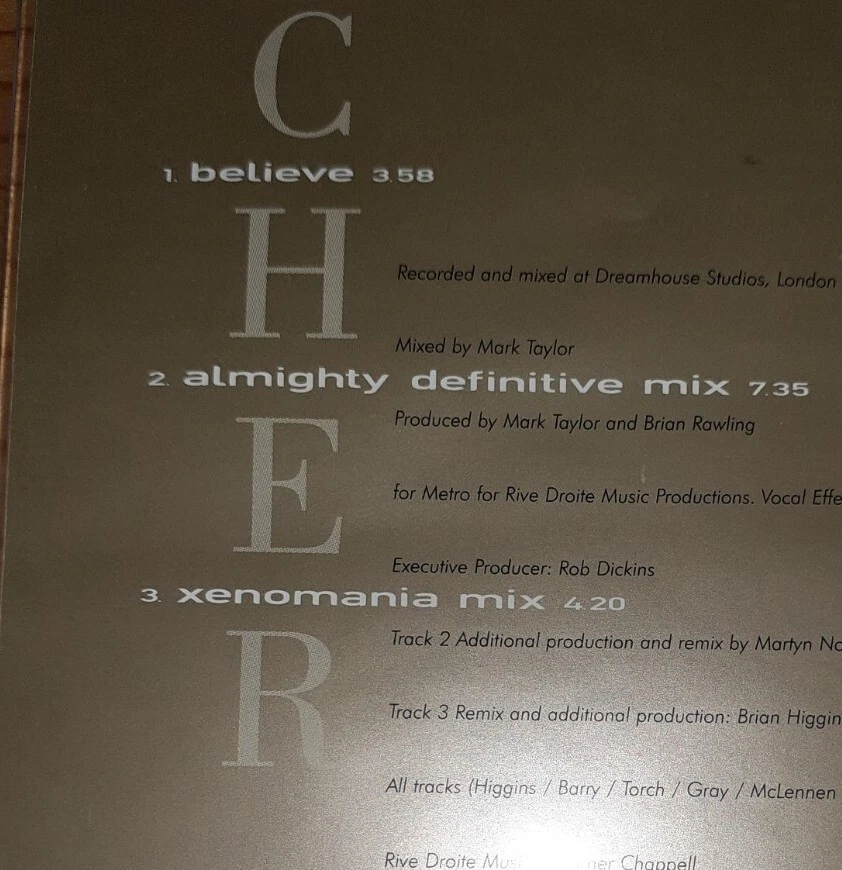 C
1. believe 3.58
H
Recorded and mixed at Dreamhouse Studios, London
Mixed by Mark Taylor
2. almighty definitive mix 7.35
Produced by Mark Taylor and Brian Rawling
E
for Metro for Rive Droite Music Productions. Vocal
Executive Producer: Rob Dickins
3. xenomania mix 4.20
Track 2 Additional production and remix by Martyn
R
Track 3 Remix and additional production: Brian
All tracks (Higgins / Barry / Torch / Gray / McLennen
Rive Droite Chappell